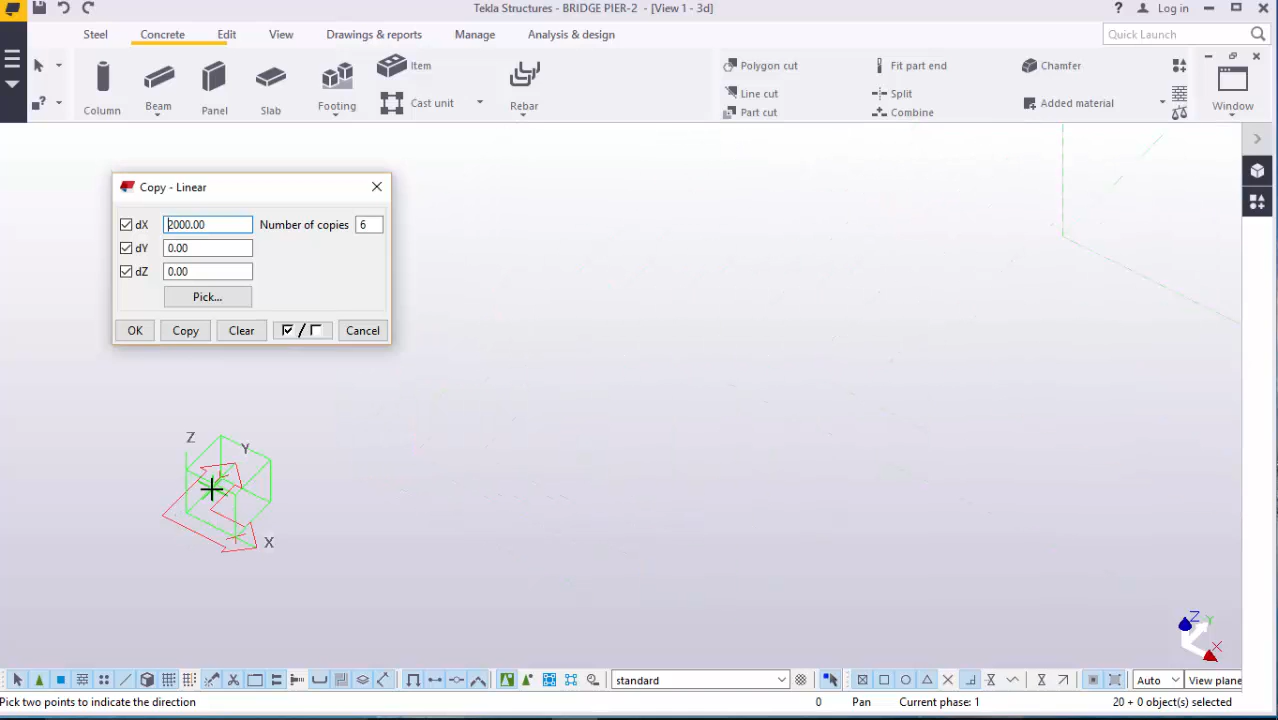 Tekla Structures - BRIDGE PIER-2 - [View 1 - 3d]
? Log in
Steel Concrete Edit View Drawings & reports Manage Analysis & design
Quick Launch
Column Beam Panel Slab Footing Item Cast unit Rebar
Polygon cut Fit part end Chamfer
Line cut Split Added material
Part cut Combine Window
Copy - Linear
dX 2000.00 Number of copies 6
dY 0.00
dZ 0.00
Pick...
OK Copy Clear / Cancel
Z Y
X
Z Y
X
standard Auto View plane
Pick two points to indicate the direction 0 Pan Current phase: 1 20 + 0 object(s) selected